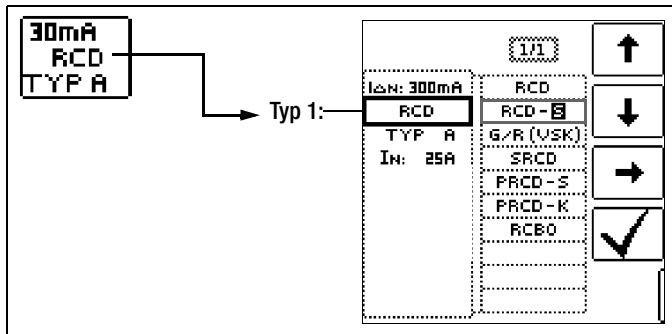 30mA
RCD
TYP A
Typ 1:
1/1
I∆N: 300mA
RCD
TYP A
IN: 25A
RCD
RCD-S
G/R (VSK)
SRCD
PRCD-S
PRCD-K
RCBO